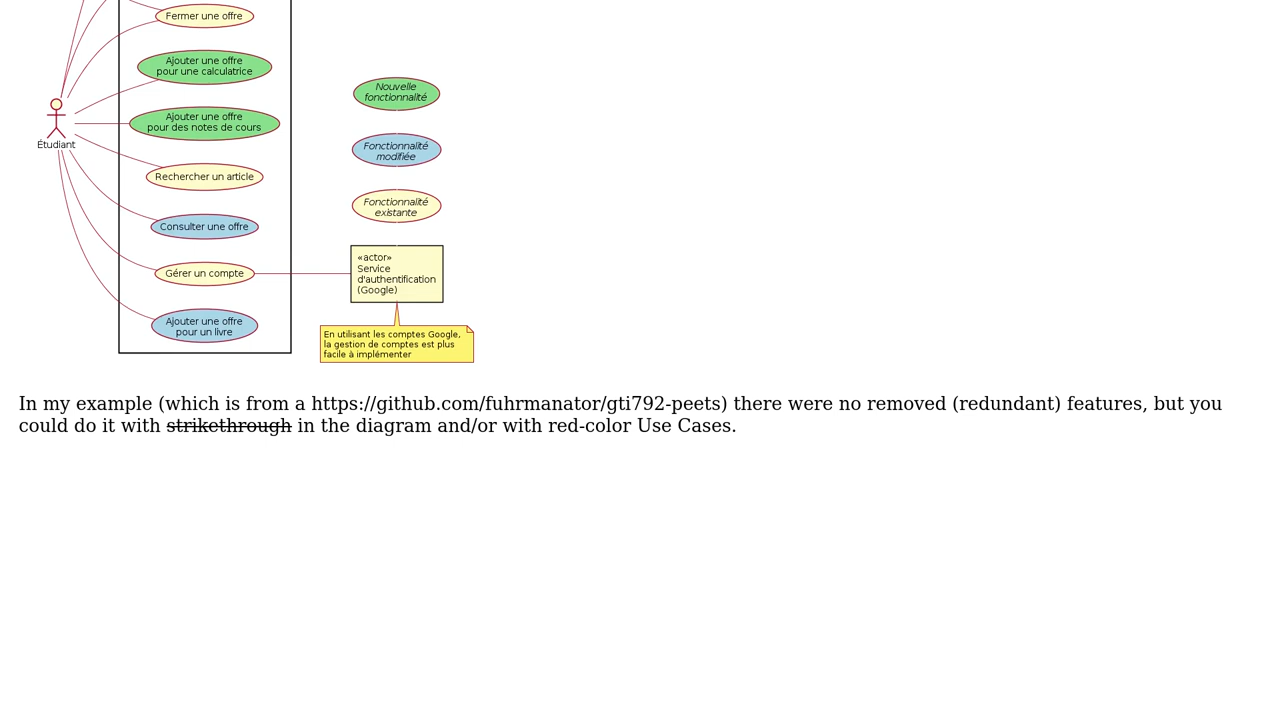 Fermer une offre
Ajouter une offre
pour une calculatrice
Ajouter une offre
pour des notes de cours
Étudiant
Rechercher un article
Consulter une offre
Gérer un compte
Ajouter une offre
pour un livre
Nouvelle
fonctionnalité
Fonctionnalité
modifiée
Fonctionnalité
existante
«actor»
Service
d'authentification
(Google)
En utilisant les comptes Google,
la gestion de comptes est plus
facile à implémenter
In my example (which is from a https://github.com/fuhrmanator/gti792-peets) there were no removed (redundant) features, but you
could do it with strikethrough in the diagram and/or with red-color Use Cases.